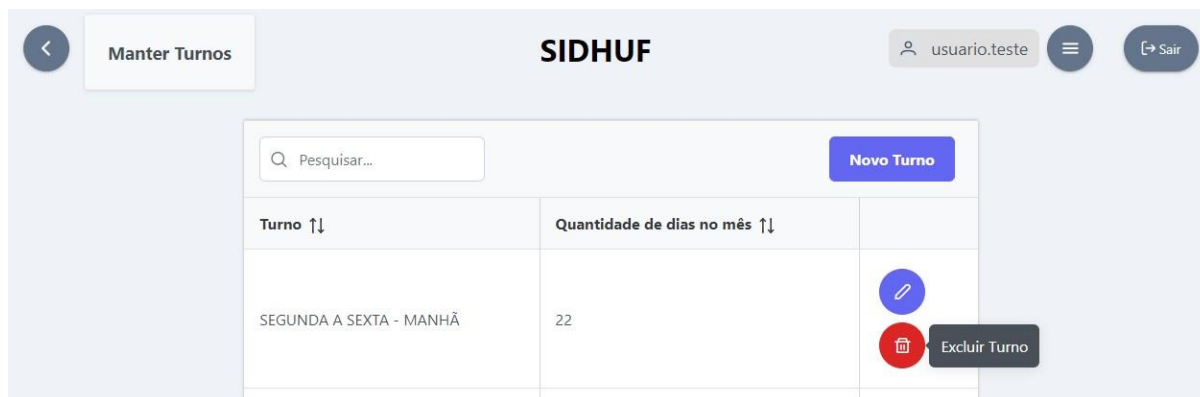 Manter Turnos
SIDHUF
usuario.teste
Sair
Pesquisar...
Novo Turno
Turno
Quantidade de dias no mês
SEGUNDA A SEXTA - MANHÃ
22
Excluir Turno